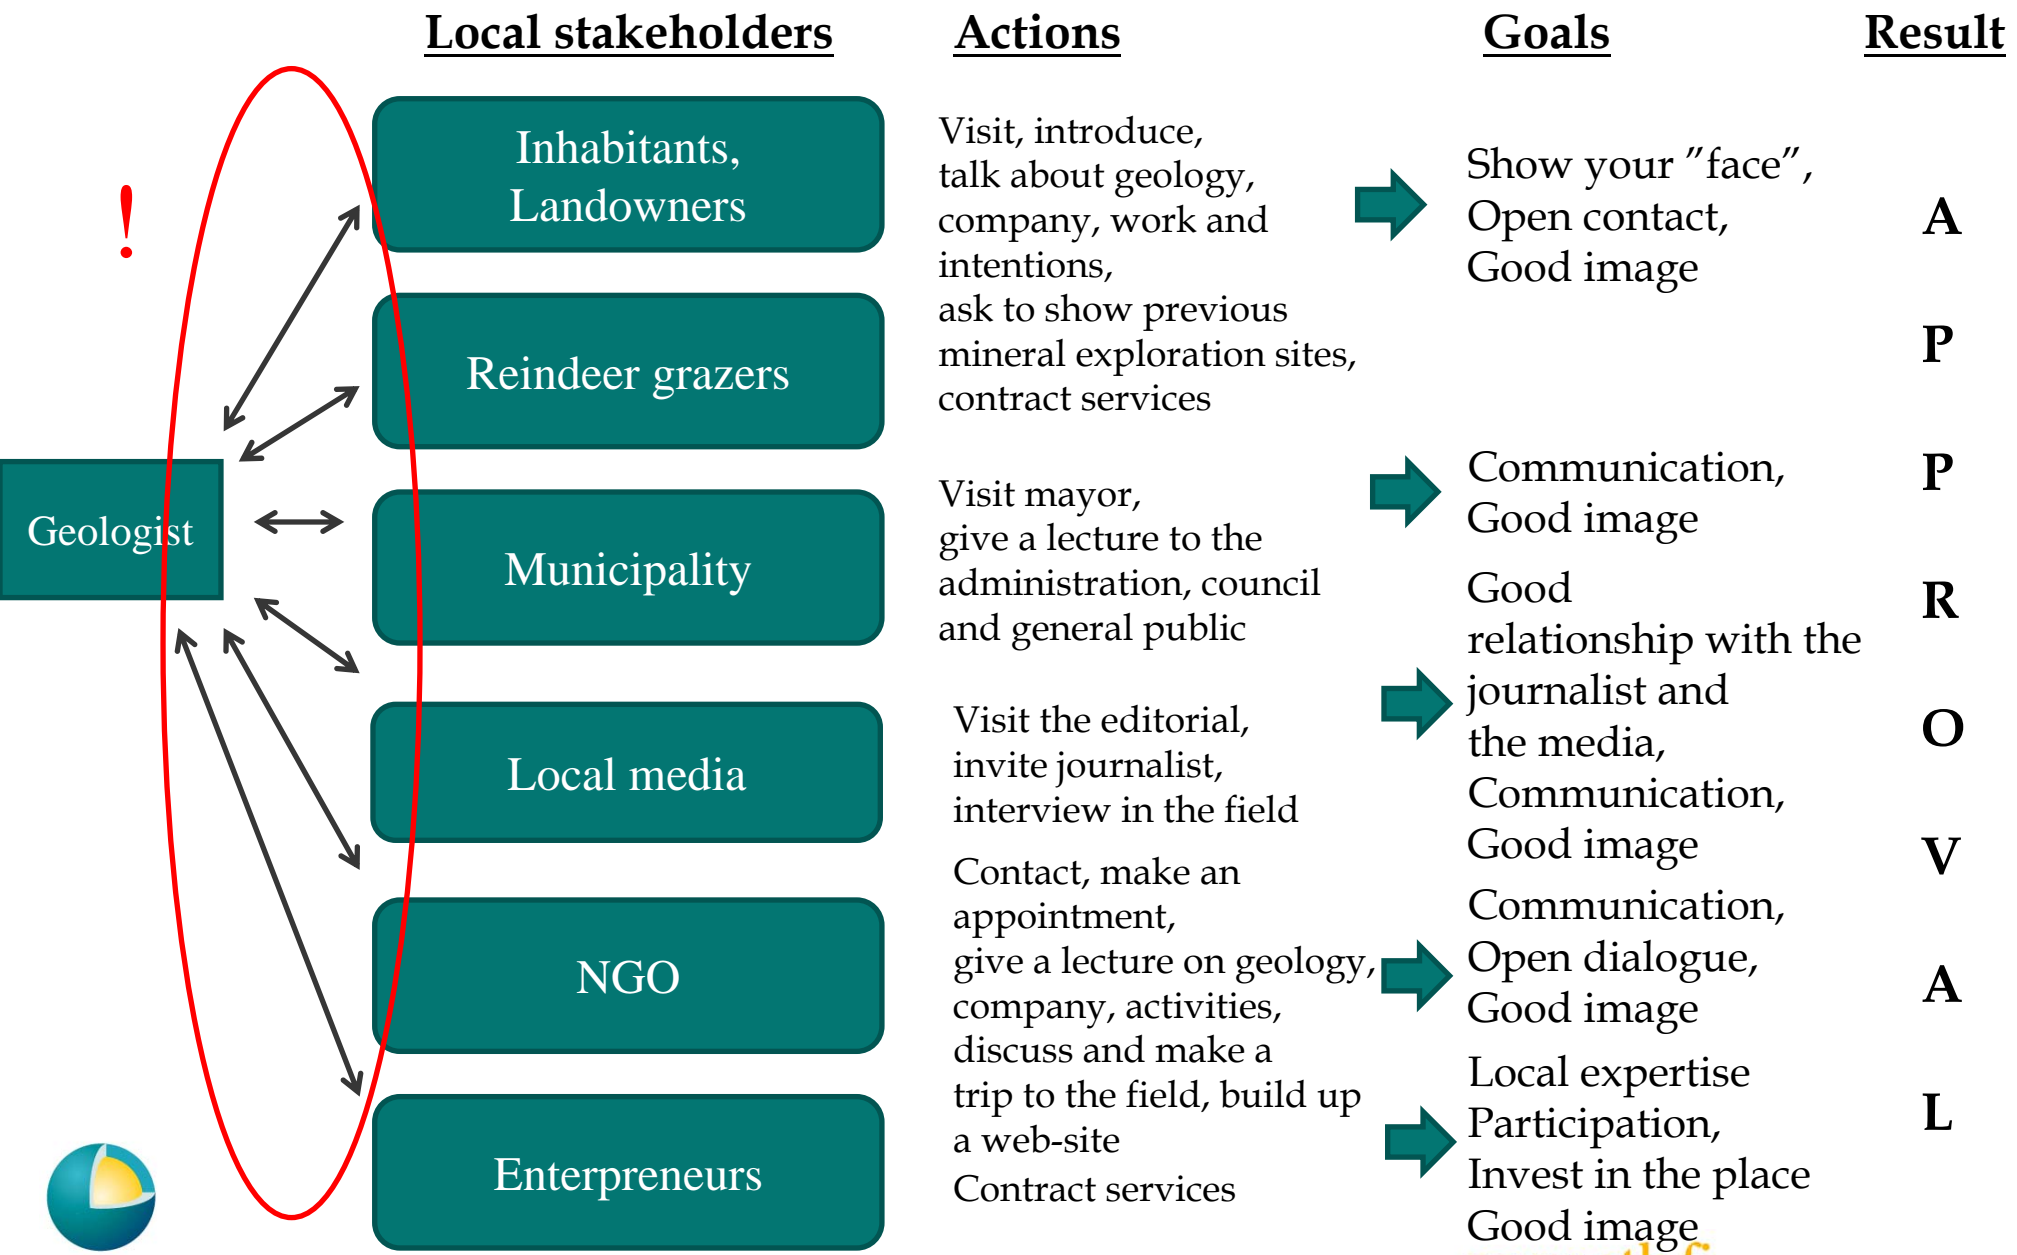 Local stakeholders
Actions
Goals
Result
!
Geologist
Inhabitants,
Landowners
Reindeer grazers
Municipality
Local media
NGO
Enterpreneurs
Visit, introduce,
talk about geology,
company, work and
intentions,
ask to show previous
mineral exploration sites,
contract services
Visit mayor,
give a lecture to the
administration, council
and general public
Visit the editorial,
invite journalist,
interview in the field
Contact, make an
appointment,
give a lecture on geology,
company, activities,
discuss and make a
trip to the field, build up
a web-site
Contract services
Show your ”face”,
Open contact,
Good image
Communication,
Good image
Good
relationship with the
journalist and
the media,
Communication,
Good image
Communication,
Open dialogue,
Good image
Local expertise
Participation,
Invest in the place
Good image
A
P
P
R
O
V
A
L